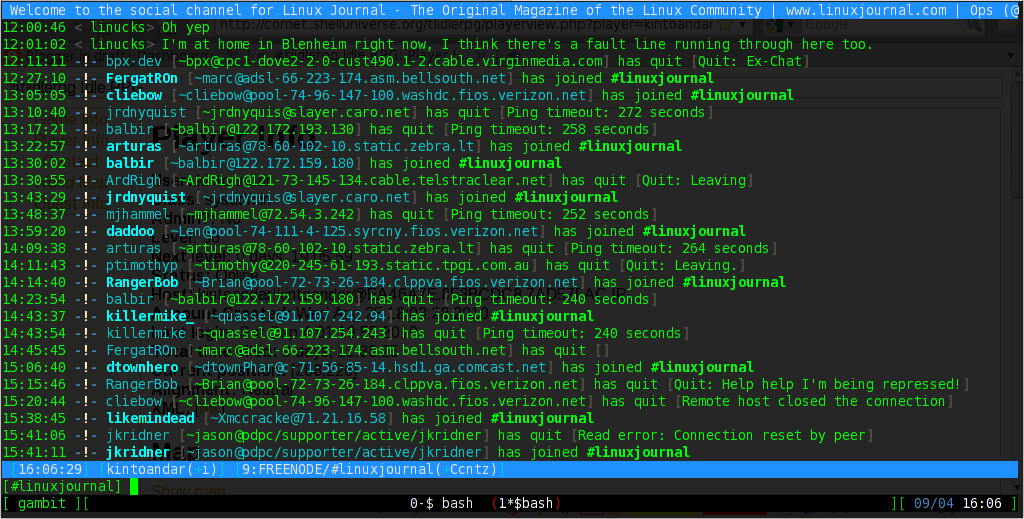 Welcome to the social channel for Linux Journal - The Original Magazine of the Linux Community | www.linuxjournal.com | Ops (@
12:00:46 < linucks> Oh yep
12:01:02 < linucks> I'm at home in Blenheim right now, I think there's a fault line running through here too.
12:11:11 -!- bpx-dev [~bpx@cpc1-dove2-2-0-cust490.1-2.cable.virginmedia.com] has quit [Quit: Ex-Chat]
12:27:10 -!- FergatROn [~marc@adsl-66-223-174.asm.bellsouth.net] has joined #linuxjournal
13:05:05 -!- cliebow [~cliebow@pool-74-96-147-100.washdc.fios.verizon.net] has joined #linuxjournal
13:10:40 -!- jrdnyquist [~jrdnyquis@slayer.caro.net] has quit [Ping timeout: 272 seconds]
13:17:21 -!- balbir [~balbir@122.172.193.130] has quit [Ping timeout: 258 seconds]
13:22:57 -!- arturas [~arturas@78-60-102-10.static.zebra.lt] has joined #linuxjournal
13:30:02 -!- balbir [~balbir@122.172.159.180] has joined #linuxjournal
13:30:55 -!- ArdRigh [~ArdRigh@121-73-145-134.cable.telstraclear.net] has quit [Quit: Leaving]
13:43:29 -!- jrdnyquist [~jrdnyquis@slayer.caro.net] has joined #linuxjournal
13:48:37 -!- mjhammel [~mjhammel@72.54.3.242] has quit [Ping timeout: 252 seconds]
13:59:20 -!- daddoo [~Len@pool-74-111-4-125.syrcny.fios.verizon.net] has joined #linuxjournal
14:09:38 -!- arturas [~arturas@78-60-102-10.static.zebra.lt] has quit [Ping timeout: 264 seconds]
14:11:43 -!- ptimothyp [~timothy@220-245-61-193.static.tpgi.com.au] has quit [Quit: Leaving.]
14:14:40 -!- RangerBob [~Brian@pool-72-73-26-184.clppva.fios.verizon.net] has joined #linuxjournal
14:23:54 -!- balbir [~balbir@122.172.159.180] has quit [Ping timeout: 240 seconds]
14:43:37 -!- killermike_ [~quassel@91.107.242.94] has joined #linuxjournal
14:43:54 -!- killermike [~quassel@91.107.254.243] has quit [Ping timeout: 240 seconds]
14:45:45 -!- FergatROn [~marc@adsl-66-223-174.asm.bellsouth.net] has quit []
15:06:40 -!- dtownhero [~dtownPhar@c-71-56-85-14.hsd1.ga.comcast.net] has joined #linuxjournal
15:15:46 -!- RangerBob [~Brian@pool-72-73-26-184.clppva.fios.verizon.net] has quit [Quit: Help help I'm being repressed!]
15:20:44 -!- cliebow [~cliebow@pool-74-96-147-100.washdc.fios.verizon.net] has quit [Remote host closed the connection]
15:38:45 -!- likemindead [~Xmccracke@71.21.16.58] has joined #linuxjournal
15:41:06 -!- jkridner [~jason@pdpc/supporter/active/jkridner] has quit [Read error: Connection reset by peer]
15:41:11 -!- jkridner [~jason@pdpc/supporter/active/jkridner] has joined #linuxjournal
[16:06:29] [kintoandar(+i)] [9:FREENODE/#linuxjournal(+Ccntz)]
[#linuxjournal]
[ gambit ][ 0-$ bash (1*$bash) ][ 09/04 16:06 ]